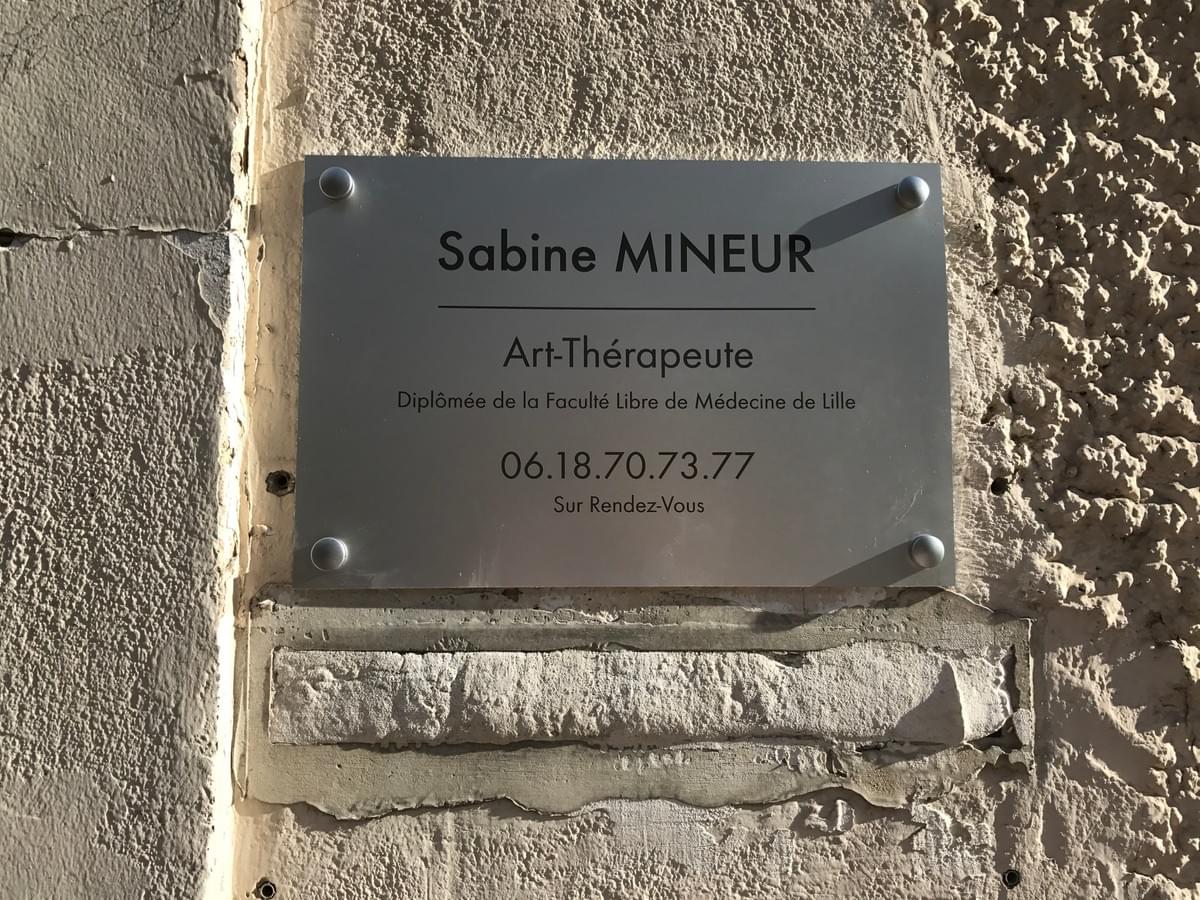 Sabine MINEUR
Art-Thérapeute
Diplômée de la Faculté Libre de Médecine de Lille
06.18.70.73.77
Sur Rendez-Vous